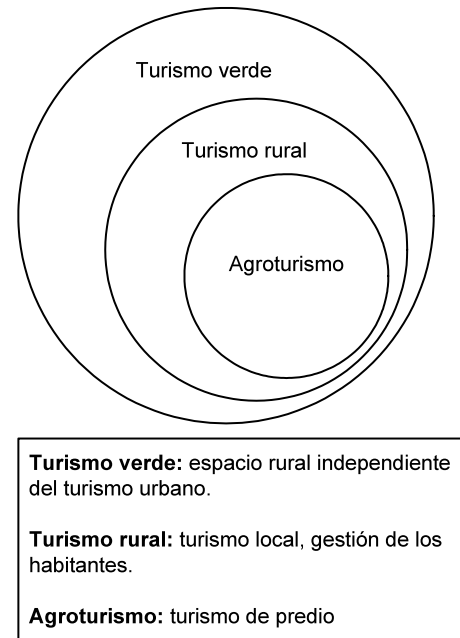 Turismo verde
Turismo rural
Agroturismo
Turismo verde: espacio rural independiente
del turismo urbano.
Turismo rural: turismo local, gestión de los
habitantes.
Agroturismo: turismo de predio